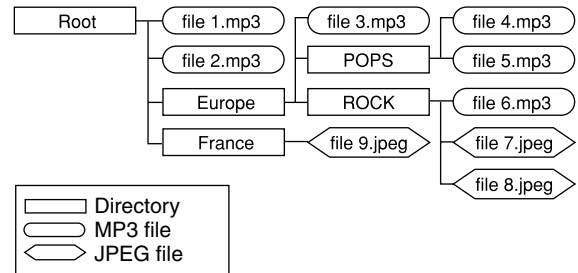 Root file 1.mp3 file 3.mp3 file 4.mp3
file 2.mp3 POPS file 5.mp3
Europe ROCK file 6.mp3
France file 9.jpeg file 7.jpeg
file 8.jpeg
Directory
MP3 file
JPEG file